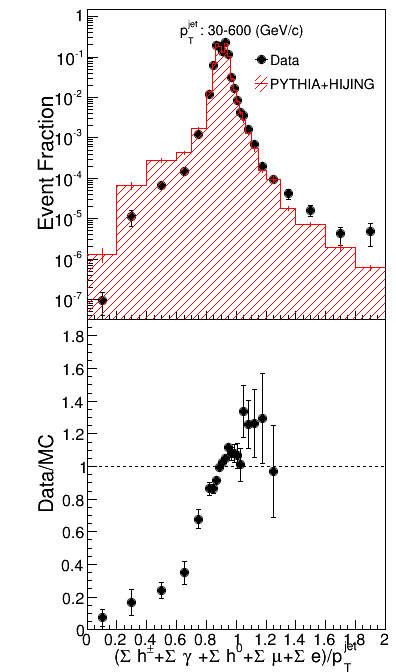 p_T^jet : 30-600 (GeV/c)
Data
PYTHIA+HIJING
Event Fraction
1
10^-1
10^-2
10^-3
10^-4
10^-5
10^-6
10^-7
Data/MC
1.8
1.6
1.4
1.2
1
0.8
0.6
0.4
0.2
0
0 0.2 0.4 0.6 0.8 1.0 1.2 1.4 1.6 1.8 2
(Σ h^± +Σ γ +Σ h^0 +Σ μ+Σ e)/p_T^jet